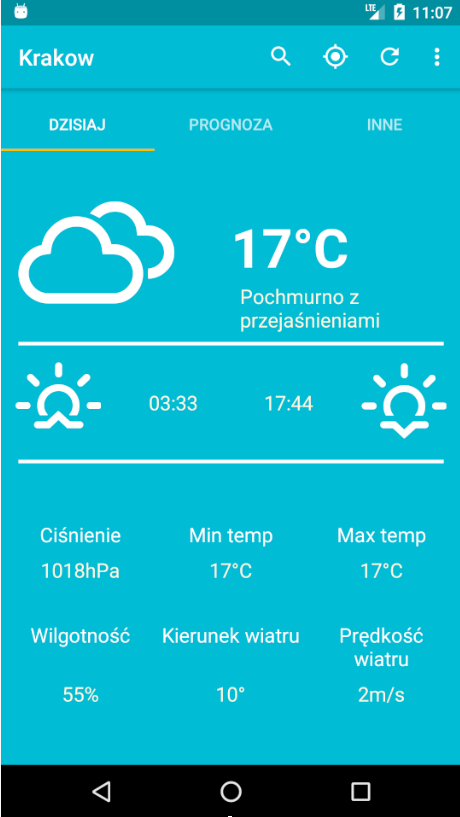 LTE 11:07
Krakow
DZISIAJ PROGNOZA INNE
17°C
Pochmurno z
przejaśnieniami
03:33 17:44
Ciśnienie Min temp Max temp
1018hPa 17°C 17°C
Wilgotność Kierunek wiatru Prędkość
wiatru
55% 10° 2m/s